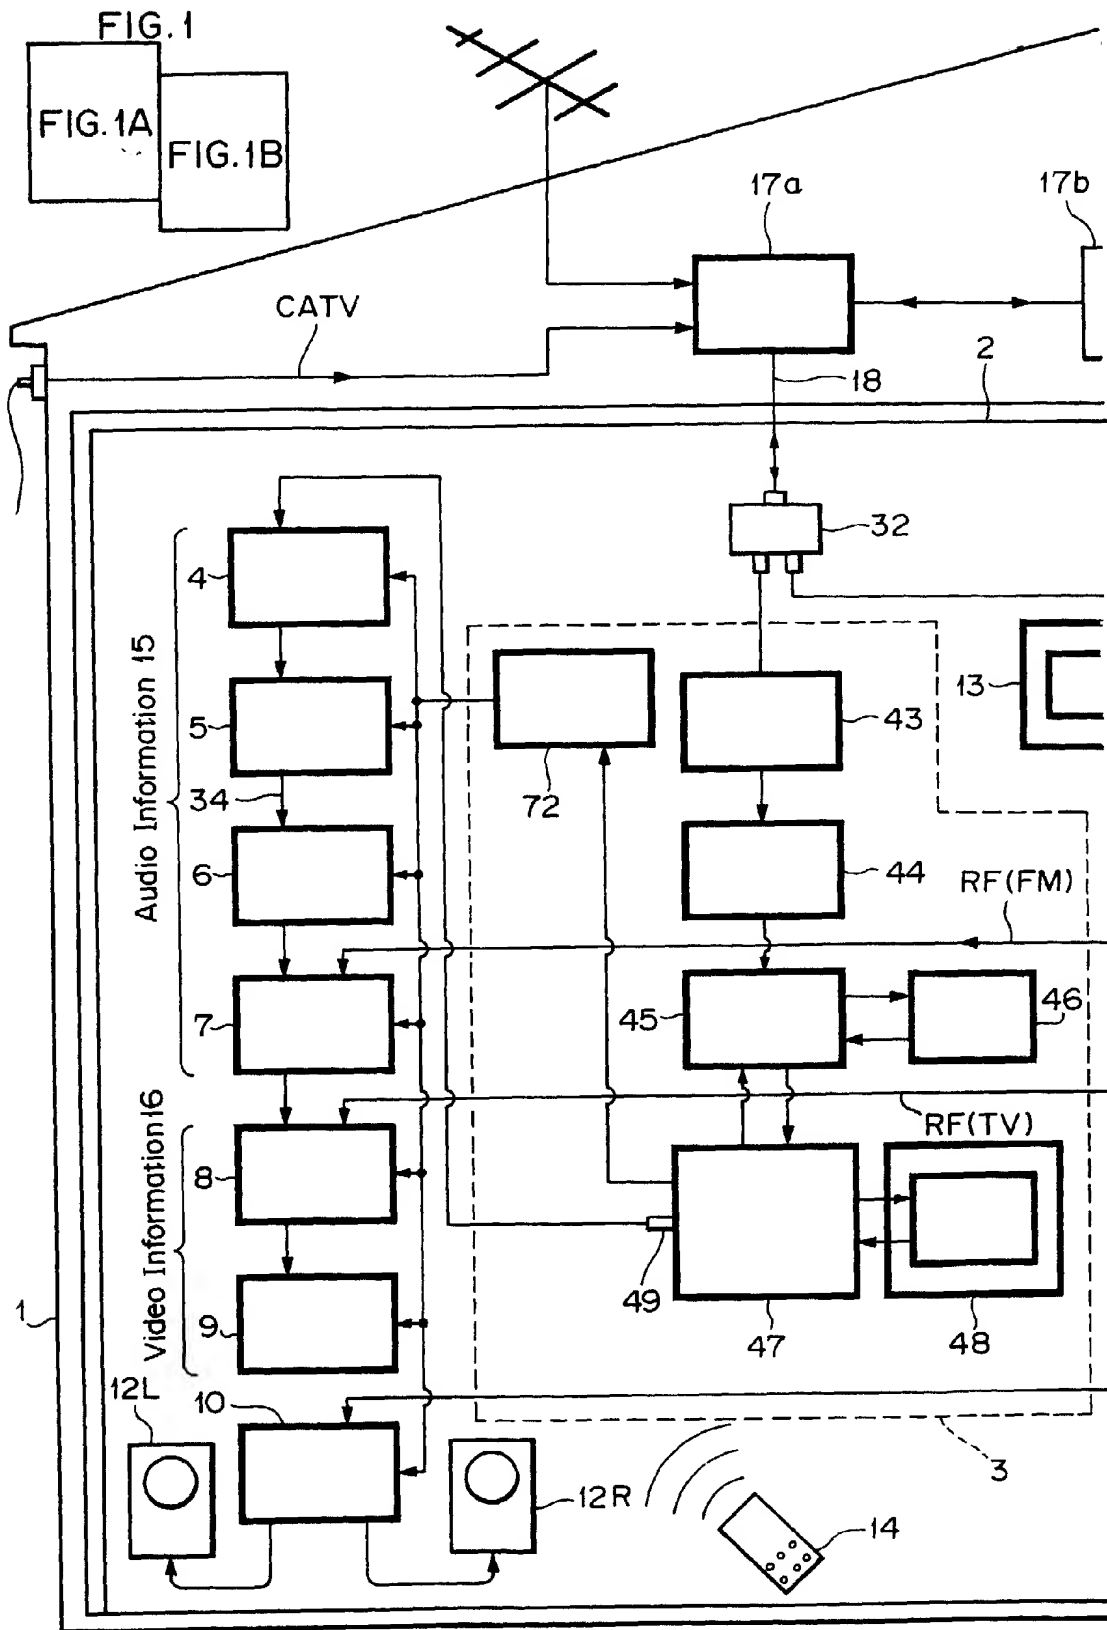 FIG.1
FIG.1A
FIG.1B
17a
17b
CATV
2
18
32
4
Audio Information 15
5
13
43
34
72
6
44
RF(FM)
7
45
46
Video Information 16
8
RF(TV)
1
9
49
47
48
12L
10
3
12R
14